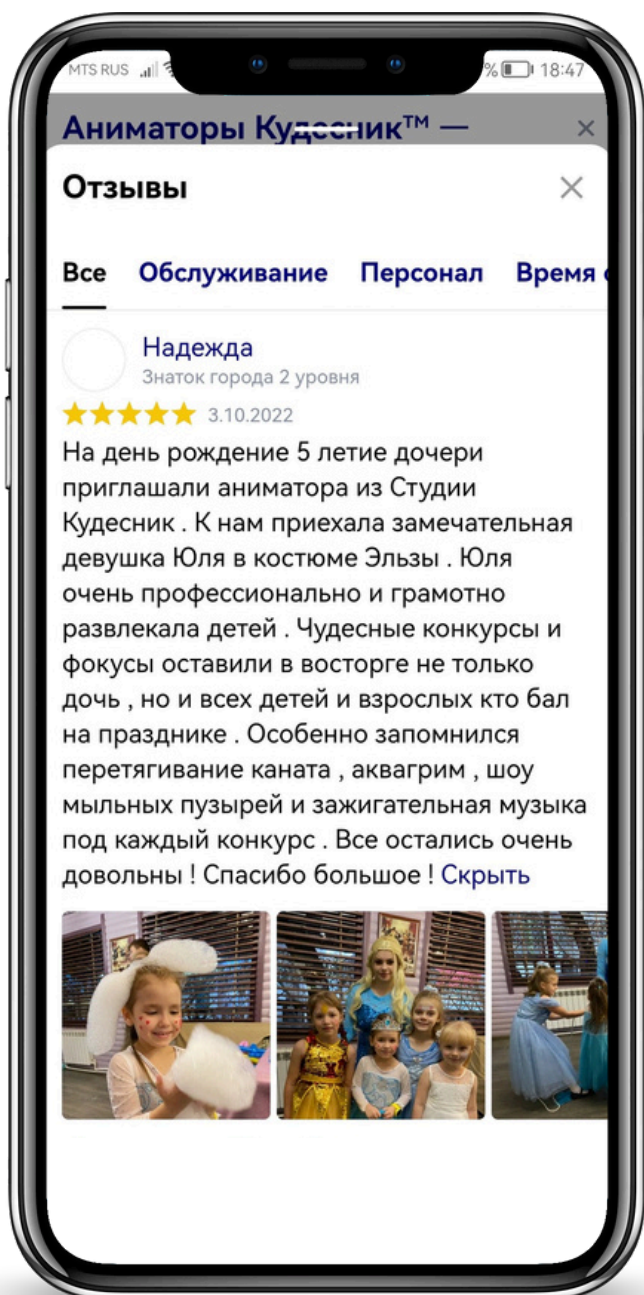 MTS RUS % 18:47
Аниматоры Кудесник™ —
Отзывы
Все Обслуживание Персонал Время
Надежда
Знаток города 2 уровня
3.10.2022
На день рождение 5 летие дочери
приглашали аниматора из Студии
Кудесник . К нам приехала замечательная
девушка Юля в костюме Эльзы . Юля
очень профессионально и грамотно
развлекала детей . Чудесные конкурсы и
фокусы оставили в восторге не только
дочь , но и всех детей и взрослых кто бал
на празднике . Особенно запомнился
перетягивание каната , аквагрим , шоу
мыльных пузырей и зажигательная музыка
под каждый конкурс . Все остались очень
довольны ! Спасибо большое ! Скрыть